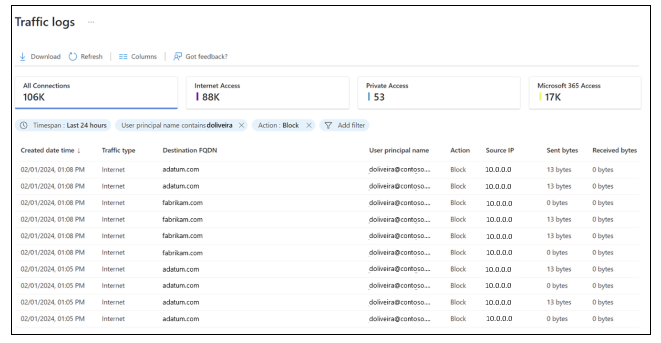 Traffic logs ...
Download Refresh Columns Got feedback?
All Connections Internet Access Private Access Microsoft 365 Access
106K 88K 53 17K
Timespan : Last 24 hours User principal name contains doliveira Action : Block Add filter
Created date time ↓ Traffic type Destination FQDN User principal name Action Source IP Sent bytes Received bytes
02/01/2024, 01:08 PM Internet adatum.com doliveira@contoso.... Block 10.0.0.0 13 bytes 0 bytes
02/01/2024, 01:08 PM Internet adatum.com doliveira@contoso.... Block 10.0.0.0 13 bytes 0 bytes
02/01/2024, 01:08 PM Internet fabrikam.com doliveira@contoso.... Block 10.0.0.0 0 bytes 0 bytes
02/01/2024, 01:08 PM Internet fabrikam.com doliveira@contoso.... Block 10.0.0.0 13 bytes 0 bytes
02/01/2024, 01:08 PM Internet fabrikam.com doliveira@contoso.... Block 10.0.0.0 13 bytes 0 bytes
02/01/2024, 01:08 PM Internet fabrikam.com doliveira@contoso.... Block 10.0.0.0 0 bytes 0 bytes
02/01/2024, 01:05 PM Internet adatum.com doliveira@contoso.... Block 10.0.0.0 13 bytes 0 bytes
02/01/2024, 01:05 PM Internet adatum.com doliveira@contoso.... Block 10.0.0.0 0 bytes 0 bytes
02/01/2024, 01:05 PM Internet adatum.com doliveira@contoso.... Block 10.0.0.0 13 bytes 0 bytes
02/01/2024, 01:05 PM Internet adatum.com doliveira@contoso.... Block 10.0.0.0 0 bytes 0 bytes